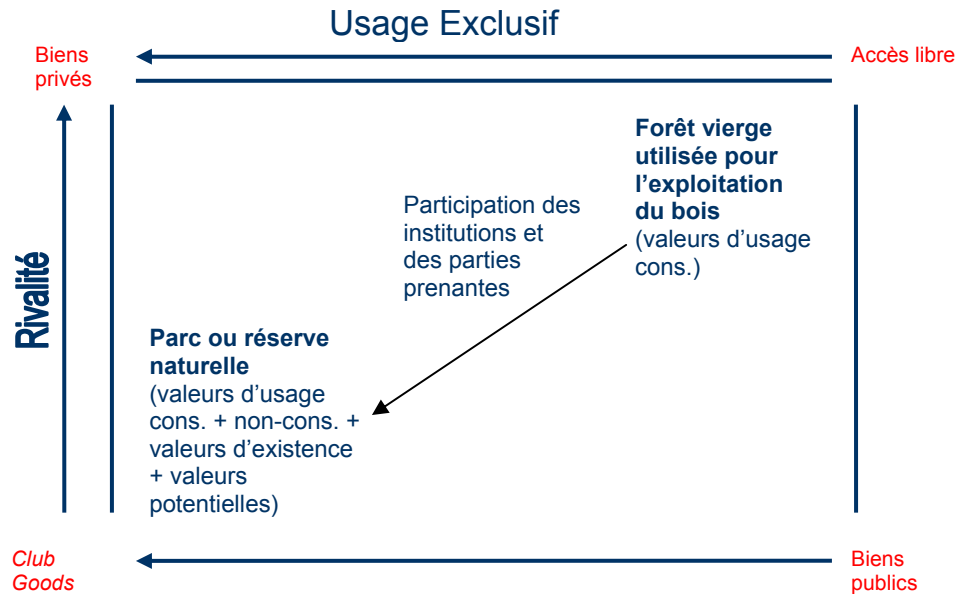 Usage Exclusif
Biens
privés
Accès libre
Forêt vierge
utilisée pour
l’exploitation
du bois
(valeurs d’usage
cons.)
Participation des
institutions et
des parties
prenantes
Rivalité
Parc ou réserve
naturelle
(valeurs d’usage
cons. + non-cons. +
valeurs d’existence
+ valeurs
potentielles)
Club
Goods
Biens
publics